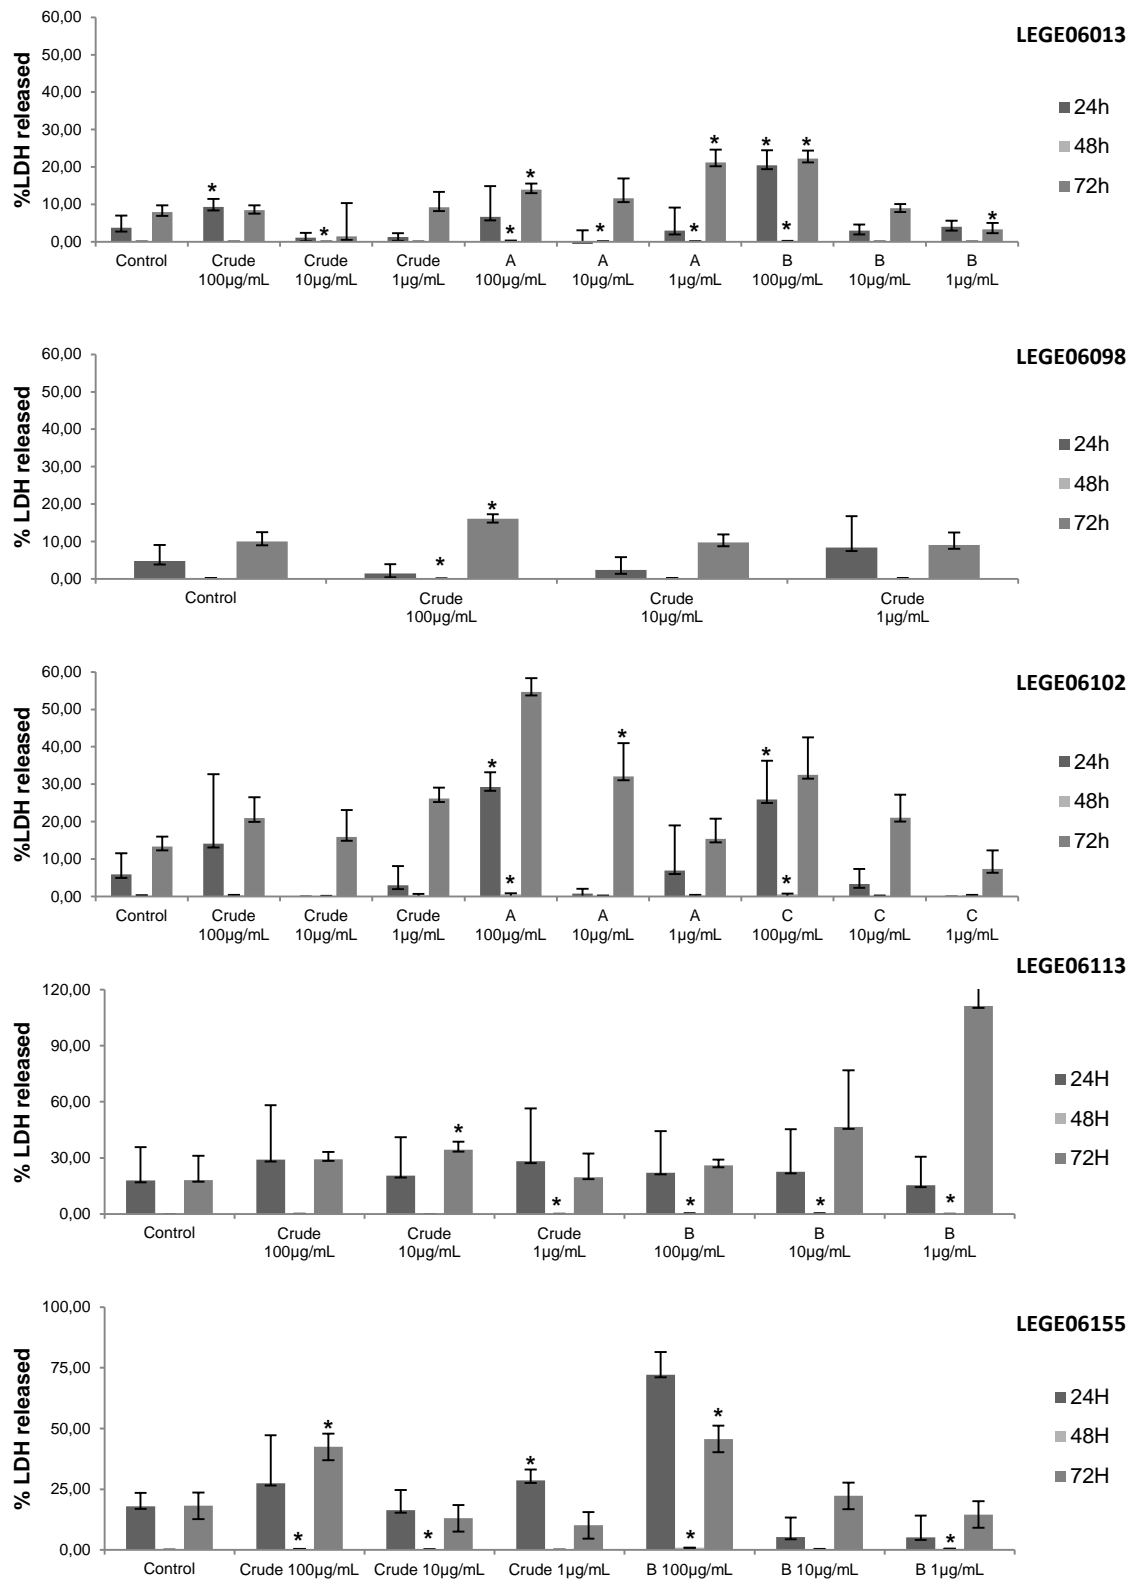 LEGE06013
%LDH released
60,00
50,00
40,00
30,00
20,00
10,00
0,00
* * * * * * * * * *
24h
48h
72h
Control Crude Crude Crude A A A B B B
100µg/mL 10µg/mL 1µg/mL 100µg/mL 10µg/mL 1µg/mL 100µg/mL 10µg/mL 1µg/mL
LEGE06098
% LDH released
60,00
50,00
40,00
30,00
20,00
10,00
0,00
* *
24h
48h
72h
Control Crude Crude Crude
100µg/mL 10µg/mL 1µg/mL
LEGE06102
%LDH released
60,00
50,00
40,00
30,00
20,00
10,00
0,00
* * * * *
24h
48h
72h
Control Crude Crude Crude A A A C C C
100µg/mL 10µg/mL 1µg/mL 100µg/mL 10µg/mL 1µg/mL 100µg/mL 10µg/mL 1µg/mL
LEGE06113
% LDH released
120,00
90,00
60,00
30,00
0,00
* * * * *
24H
48H
72H
Control Crude Crude Crude B B B
100µg/mL 10µg/mL 1µg/mL 100µg/mL 10µg/mL 1µg/mL
LEGE06155
% LDH released
100,00
75,00
50,00
25,00
0,00
* * * * * * *
24H
48H
72H
Control Crude 100µg/mL Crude 10µg/mL Crude 1µg/mL B 100µg/mL B 10µg/mL B 1µg/mL